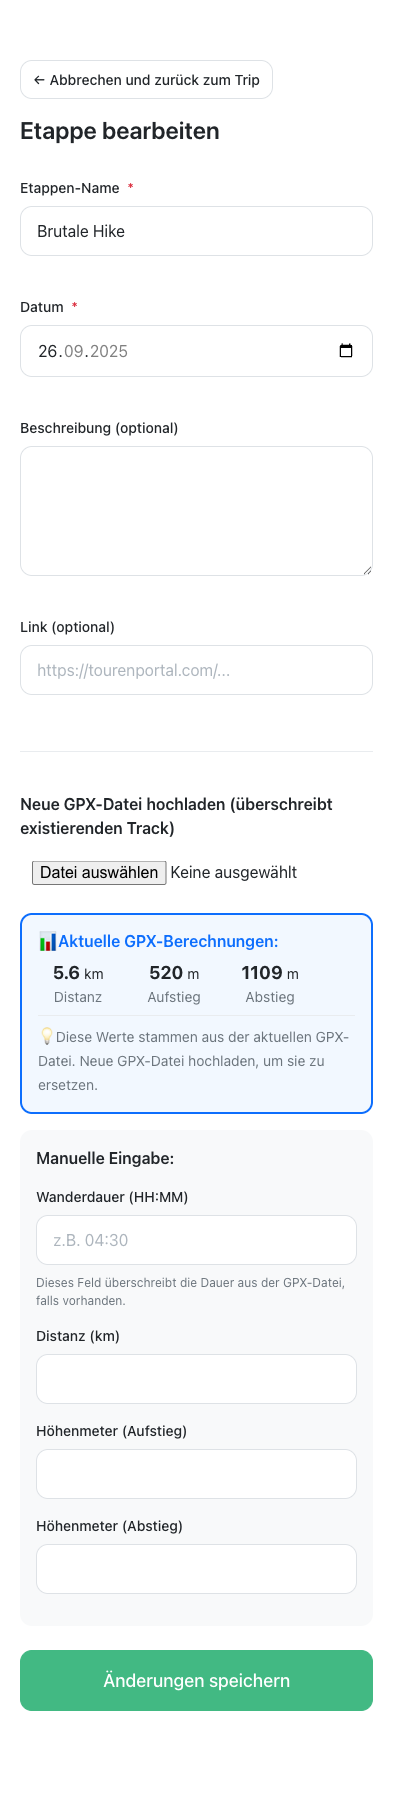 ← Abbrechen und zurück zum Trip
Etappe bearbeiten
Etappen-Name *
Brutale Hike
Datum *
26.09.2025
Beschreibung (optional)
Link (optional)
https://tourenportal.com/...
Neue GPX-Datei hochladen (überschreibt
existierenden Track)
Datei auswählen Keine ausgewählt
📊Aktuelle GPX-Berechnungen:
5.6 km 520 m 1109 m
Distanz Aufstieg Abstieg
💡Diese Werte stammen aus der aktuellen GPX-
Datei. Neue GPX-Datei hochladen, um sie zu
ersetzen.
Manuelle Eingabe:
Wanderdauer (HH:MM)
z.B. 04:30
Dieses Feld überschreibt die Dauer aus der GPX-Datei,
falls vorhanden.
Distanz (km)
Höhenmeter (Aufstieg)
Höhenmeter (Abstieg)
Änderungen speichern